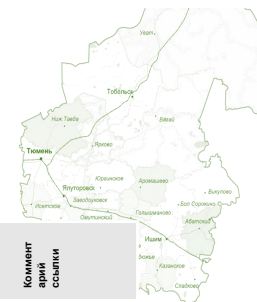 Уват
Тобольск
Ниж Тавда
Вагай
Тюмень
Ярково
Юргинское
Аромашево
Ялуторовск
Викулово
Заводоуковск
Бол Сорокино
Исетское
Омутинский
Голышманово
Абатский
Ишим
Казанское
Сладково
Коммент
арий
ссылки